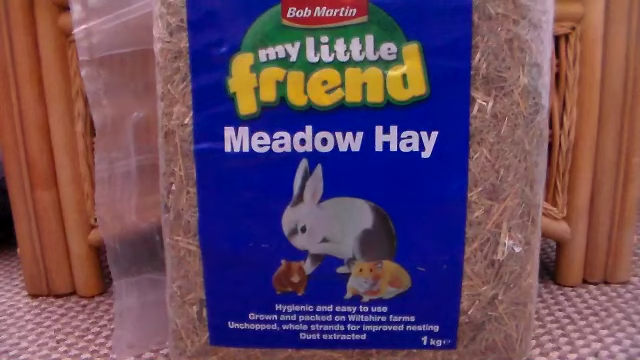 Bob Martin
my little
friend
Meadow Hay
Hygienic and easy to use
Grown and packed on Wiltshire farms
Unchopped, whole strands for improved nesting
Dust extracted
1kg e